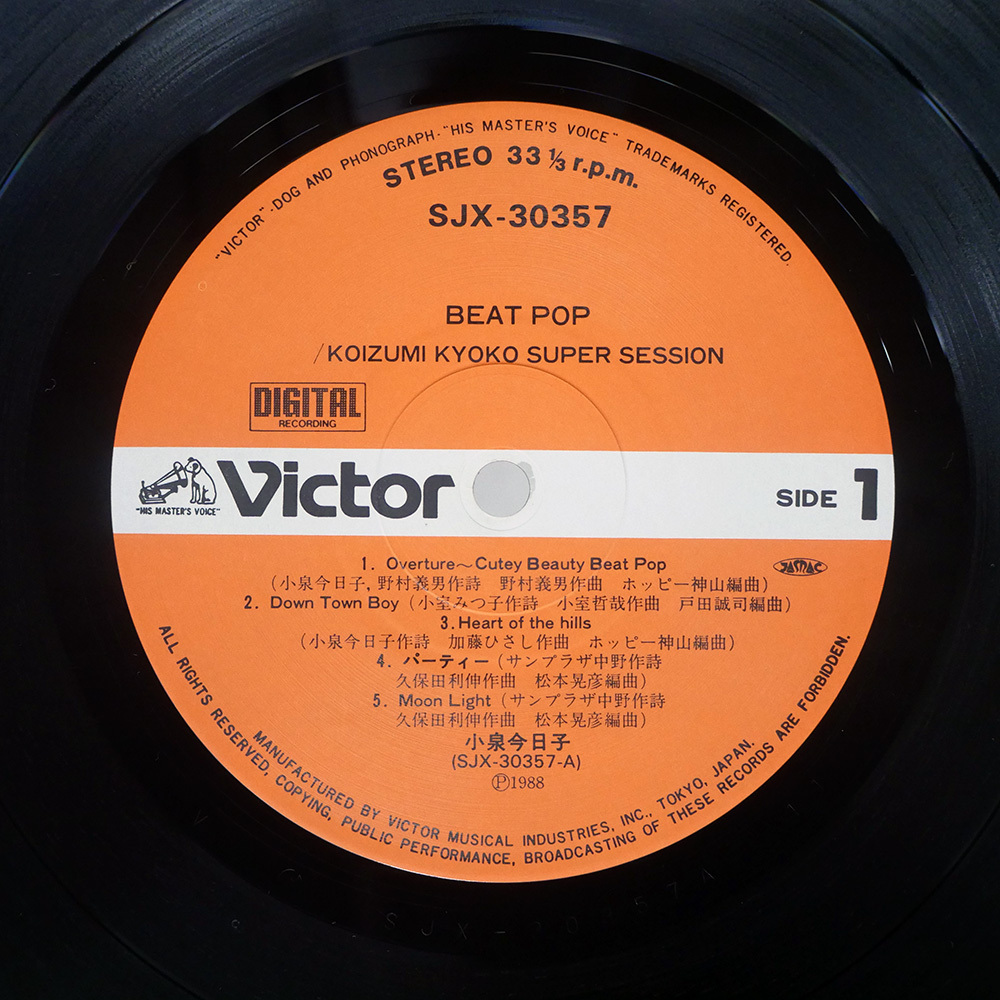 "VICTOR"-DOG AND PHONOGRAPH-"HIS MASTER'S VOICE" TRADEMARKS REGISTERED.
STEREO 33 ⅓ r.p.m.
SJX-30357
BEAT POP
/KOIZUMI KYOKO SUPER SESSION
DIGITAL
RECORDING
"HIS MASTER'S VOICE"
Victor
SIDE 1
1. Overture～Cutey Beauty Beat Pop
JASRAC
(小泉今日子, 野村義男作詩 野村義男作曲 ホッピー神山編曲)
2. Down Town Boy (小室みつ子作詩 小室哲哉作曲 戸田誠司編曲)
3. Heart of the hills
(小泉今日子作詩 加藤ひさし作曲 ホッピー神山編曲)
4. パーティー (サンプラザ中野作詩
久保田利伸作曲 松本晃彦編曲)
5. Moon Light (サンプラザ中野作詩
久保田利伸作曲 松本晃彦編曲)
小泉今日子
(SJX-30357-A)
Ⓟ1988
MANUFACTURED BY VICTOR MUSICAL INDUSTRIES, INC., TOKYO, JAPAN.
ALL RIGHTS RESERVED, COPYING, PUBLIC PERFORMANCE, BROADCASTING OF THESE RECORDS ARE FORBIDDEN.